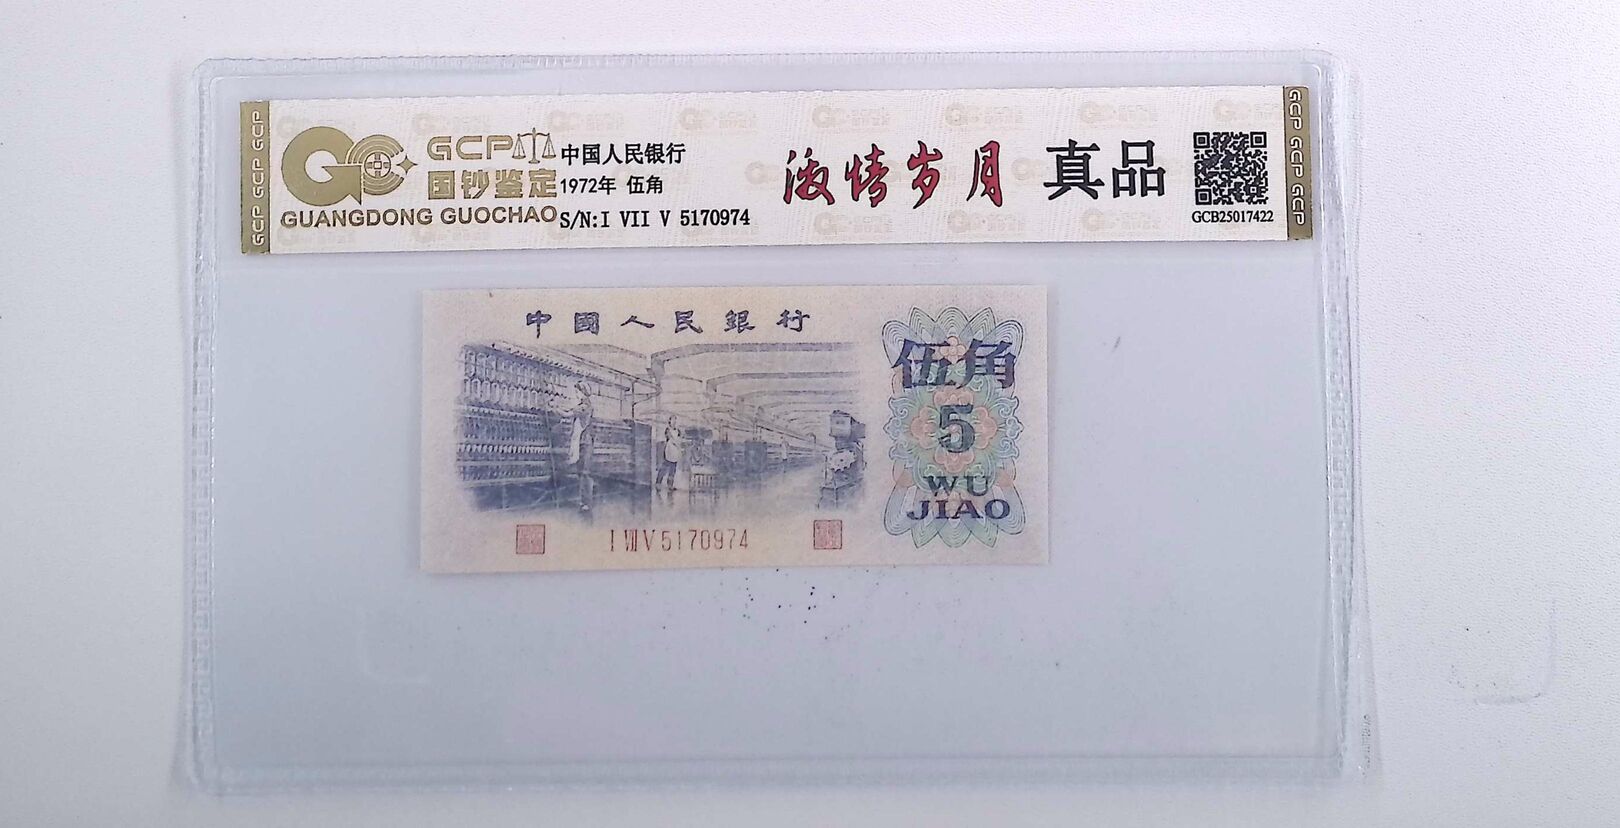 GCP GCP GCP
GCP
国钞鉴定
GUANGDONG GUOCHAO
中国人民银行
1972年 伍角
S/N:I VII V 5170974
激情岁月
真品
GCB25017422
GCP GCP GCP
中國人民銀行
伍角
5
WU
JIAO
I VII V 5170974